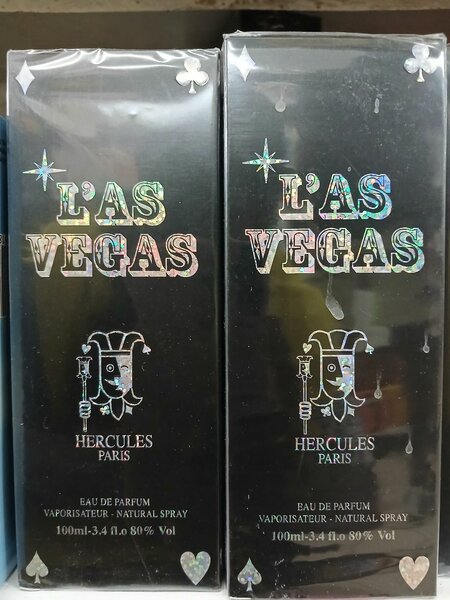 L'AS
VEGAS
HERCULES
PARIS
EAU DE PARFUM
VAPORISATEUR - NATURAL SPRAY
100ml-3.4 fl.o 80% Vol
L'AS
VEGAS
HERCULES
PARIS
EAU DE PARFUM
VAPORISATEUR - NATURAL SPRAY
100ml-3.4 fl.o 80% Vol